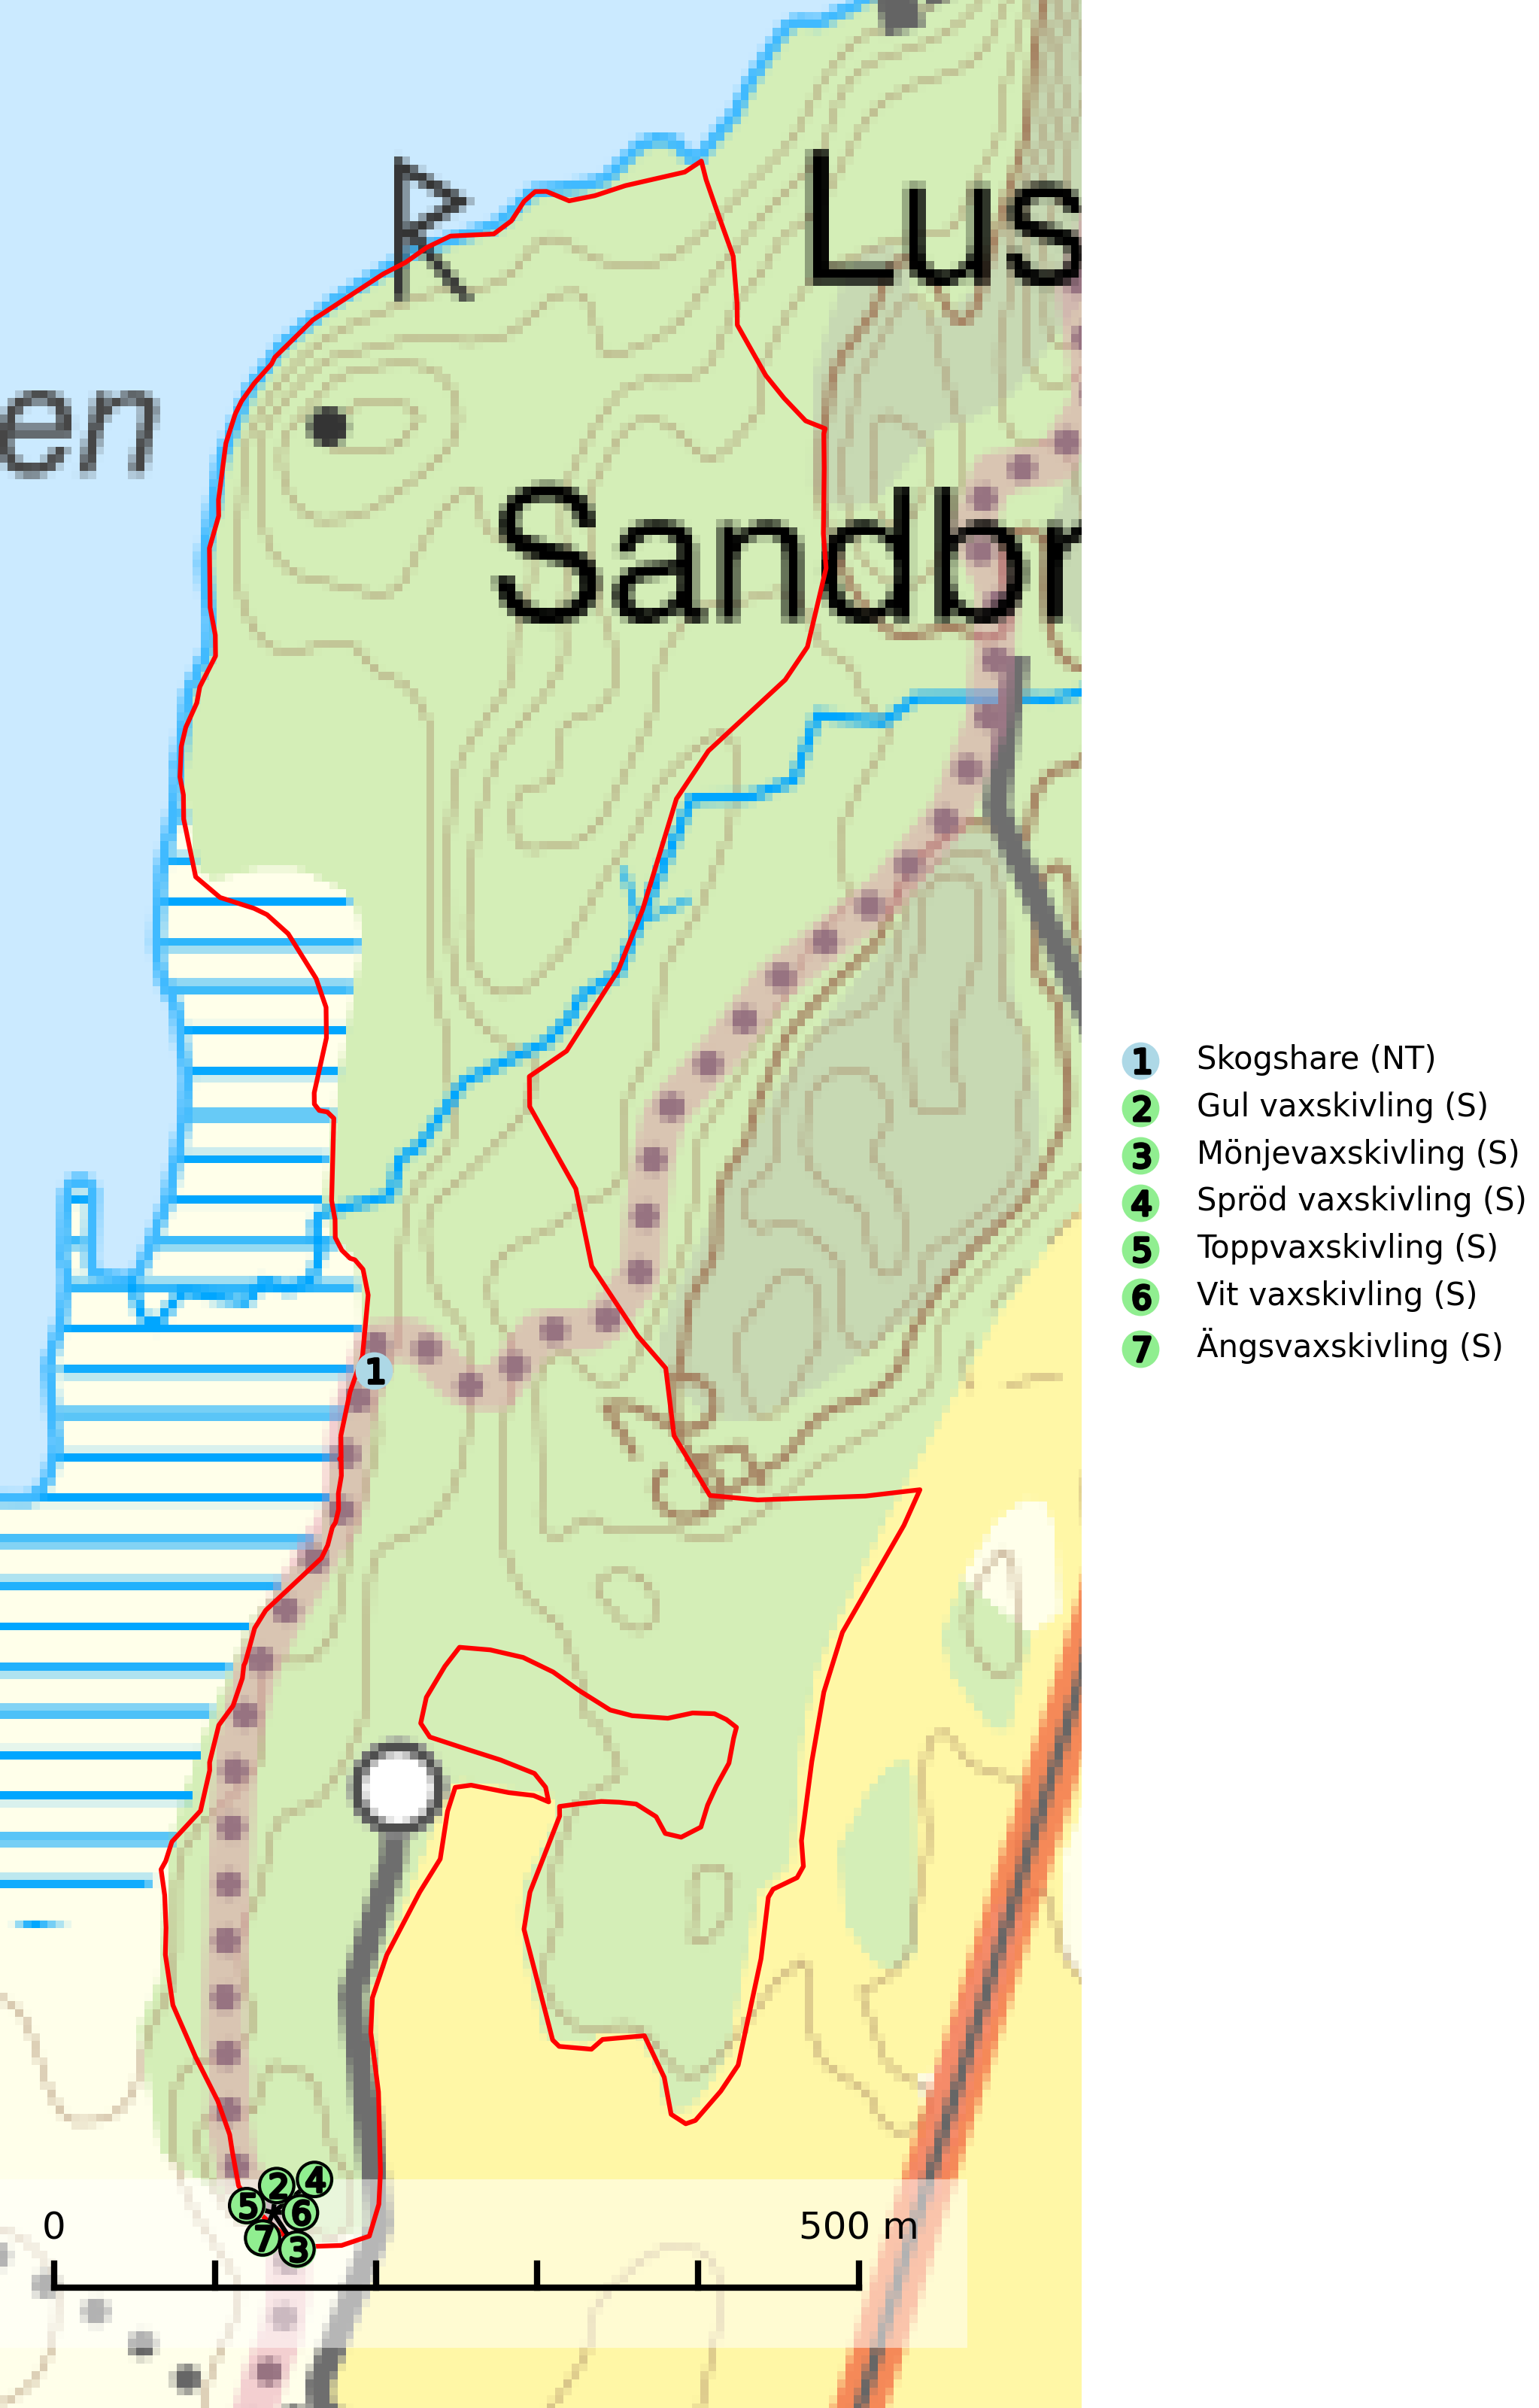 Lus
en
Sandbr
1
1 Skogshare (NT)
2 Gul vaxskivling (S)
3 Mönjevaxskivling (S)
4 Spröd vaxskivling (S)
5 Toppvaxskivling (S)
6 Vit vaxskivling (S)
7 Ängsvaxskivling (S)
2 4
5 6
7 3
0 500 m